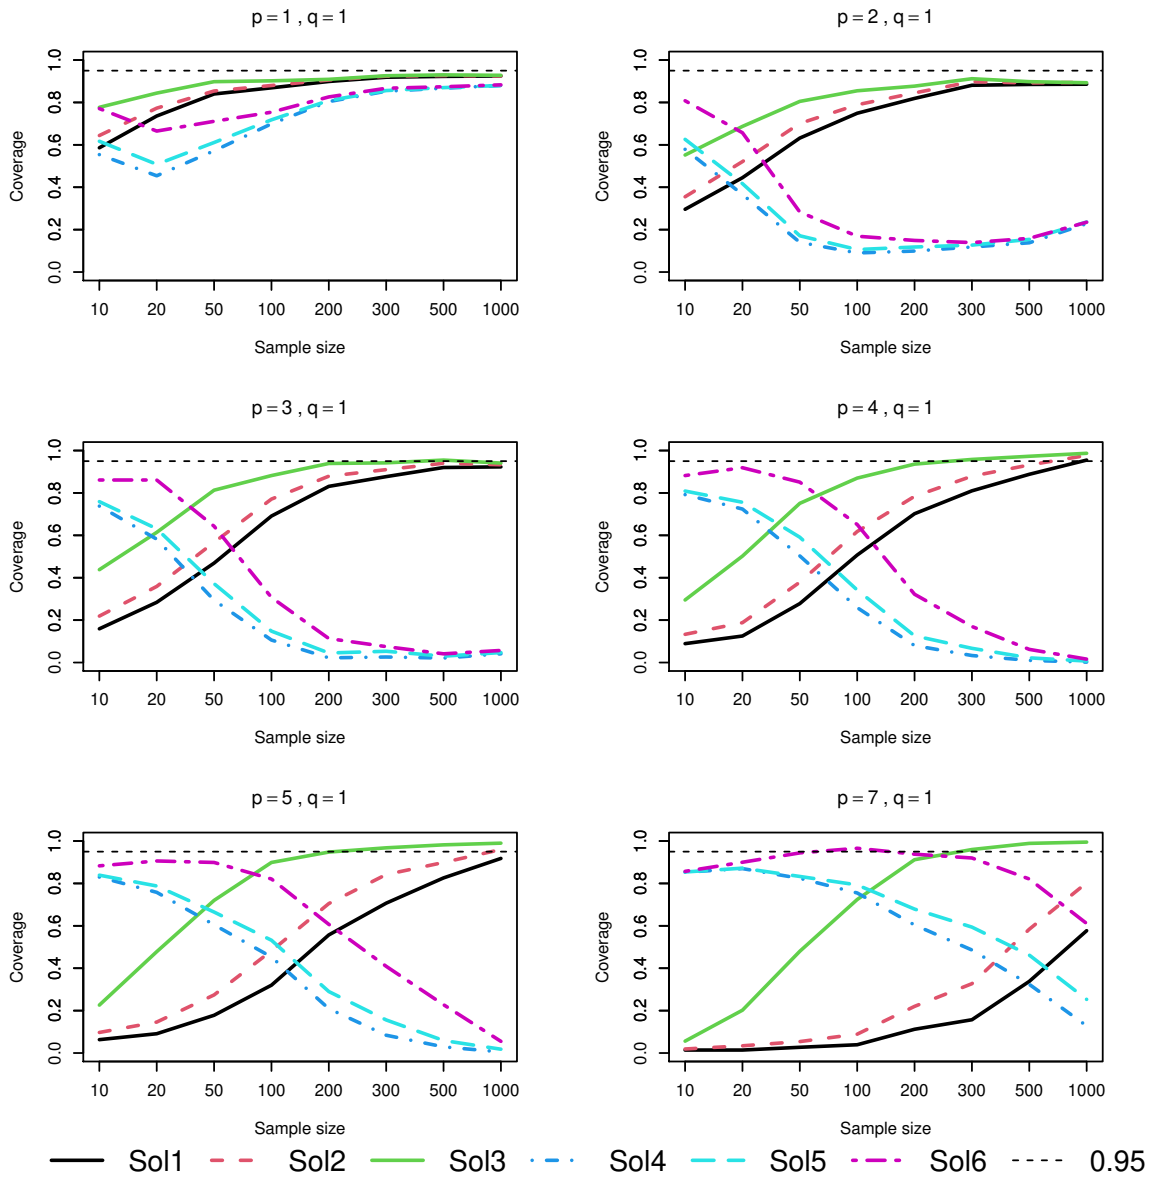 p = 1 , q = 1
Coverage
0.0 0.2 0.4 0.6 0.8 1.0
10 20 50 100 200 300 500 1000
Sample size
p = 2 , q = 1
Coverage
0.0 0.2 0.4 0.6 0.8 1.0
10 20 50 100 200 300 500 1000
Sample size
p = 3 , q = 1
Coverage
0.0 0.2 0.4 0.6 0.8 1.0
10 20 50 100 200 300 500 1000
Sample size
p = 4 , q = 1
Coverage
0.0 0.2 0.4 0.6 0.8 1.0
10 20 50 100 200 300 500 1000
Sample size
p = 5 , q = 1
Coverage
0.0 0.2 0.4 0.6 0.8 1.0
10 20 50 100 200 300 500 1000
Sample size
p = 7 , q = 1
Coverage
0.0 0.2 0.4 0.6 0.8 1.0
10 20 50 100 200 300 500 1000
Sample size
Sol1 Sol2 Sol3 Sol4 Sol5 Sol6 0.95